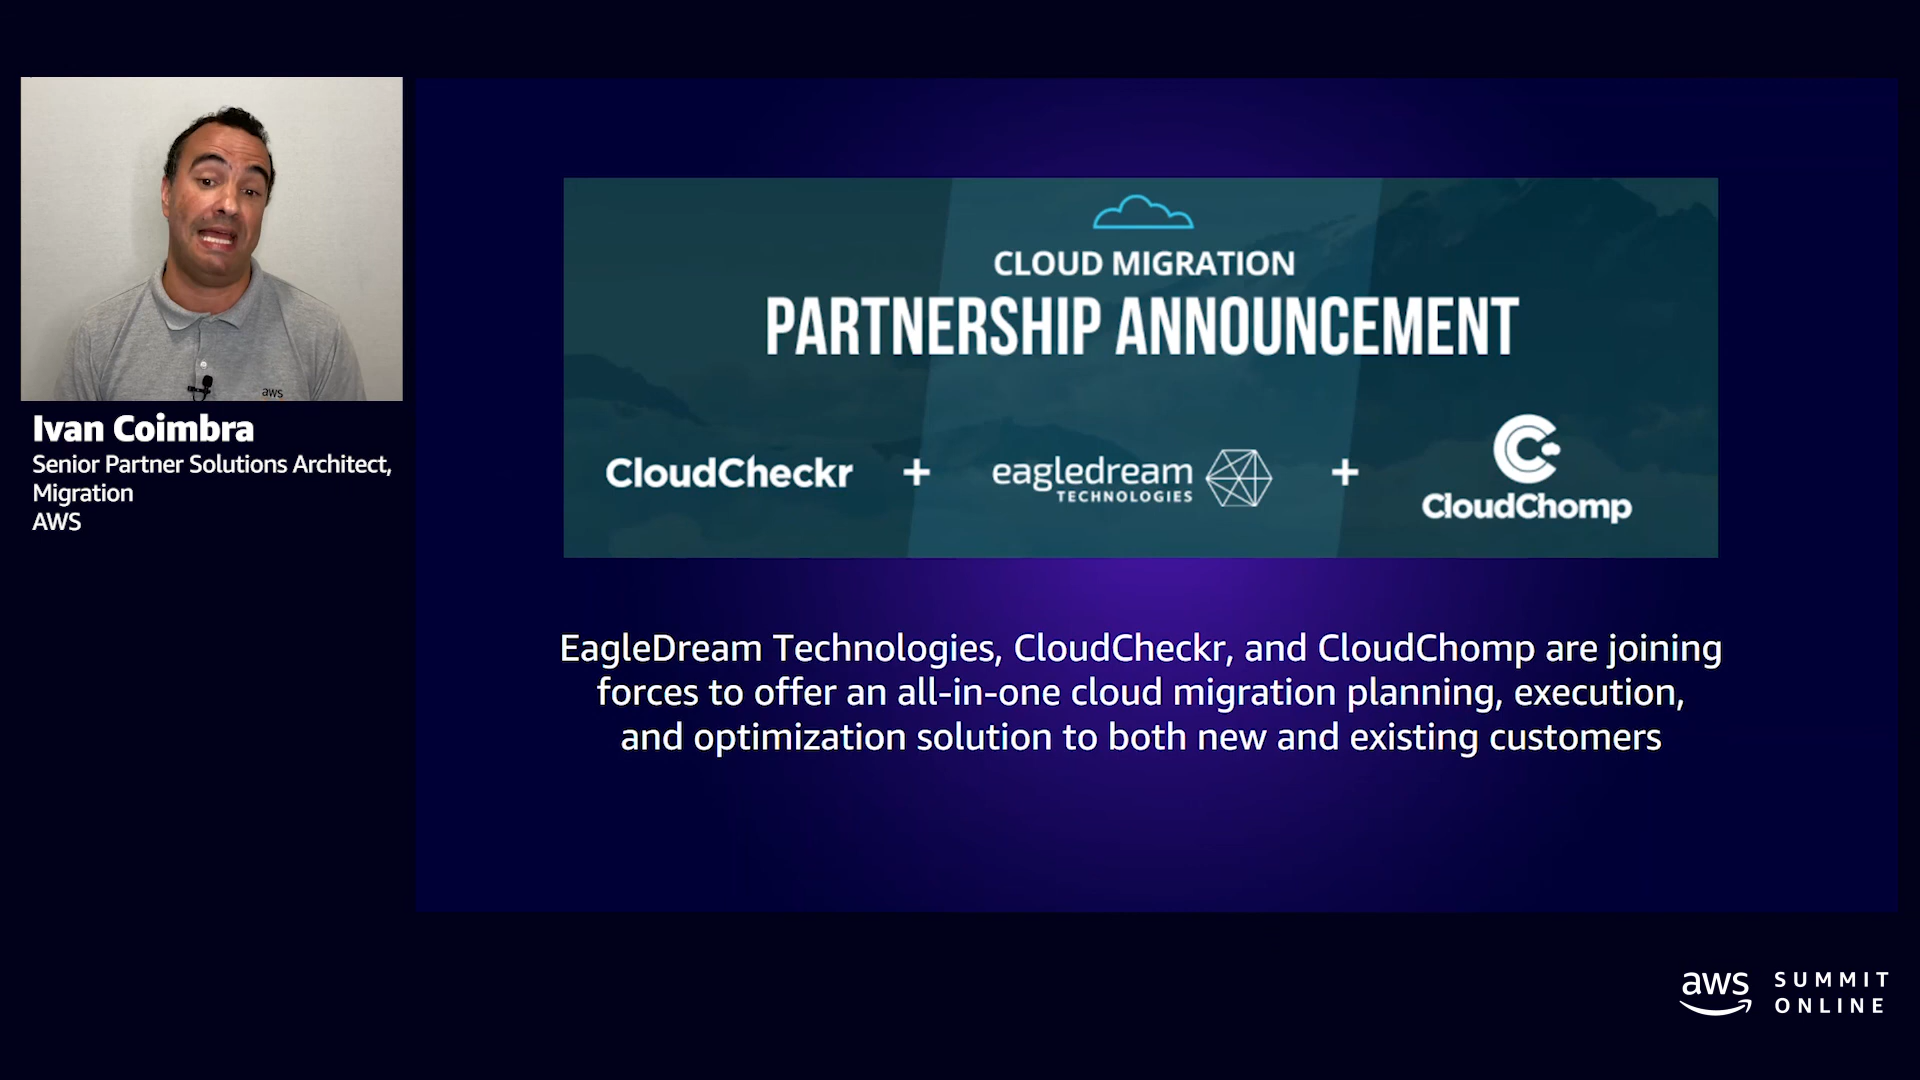 aws
Ivan Coimbra
Senior Partner Solutions Architect,
Migration
AWS
CLOUD MIGRATION
PARTNERSHIP ANNOUNCEMENT
CloudCheckr + eagledream TECHNOLOGIES + CloudChomp
EagleDream Technologies, CloudCheckr, and CloudChomp are joining
forces to offer an all-in-one cloud migration planning, execution,
and optimization solution to both new and existing customers
aws SUMMIT
ONLINE